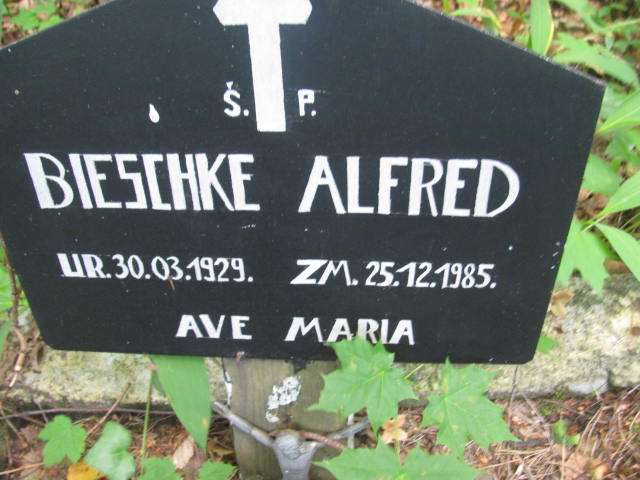 Ś. P.
BIESCHKE ALFRED
UR. 30.03.1929. ZM. 25.12.1985.
AVE MARIA